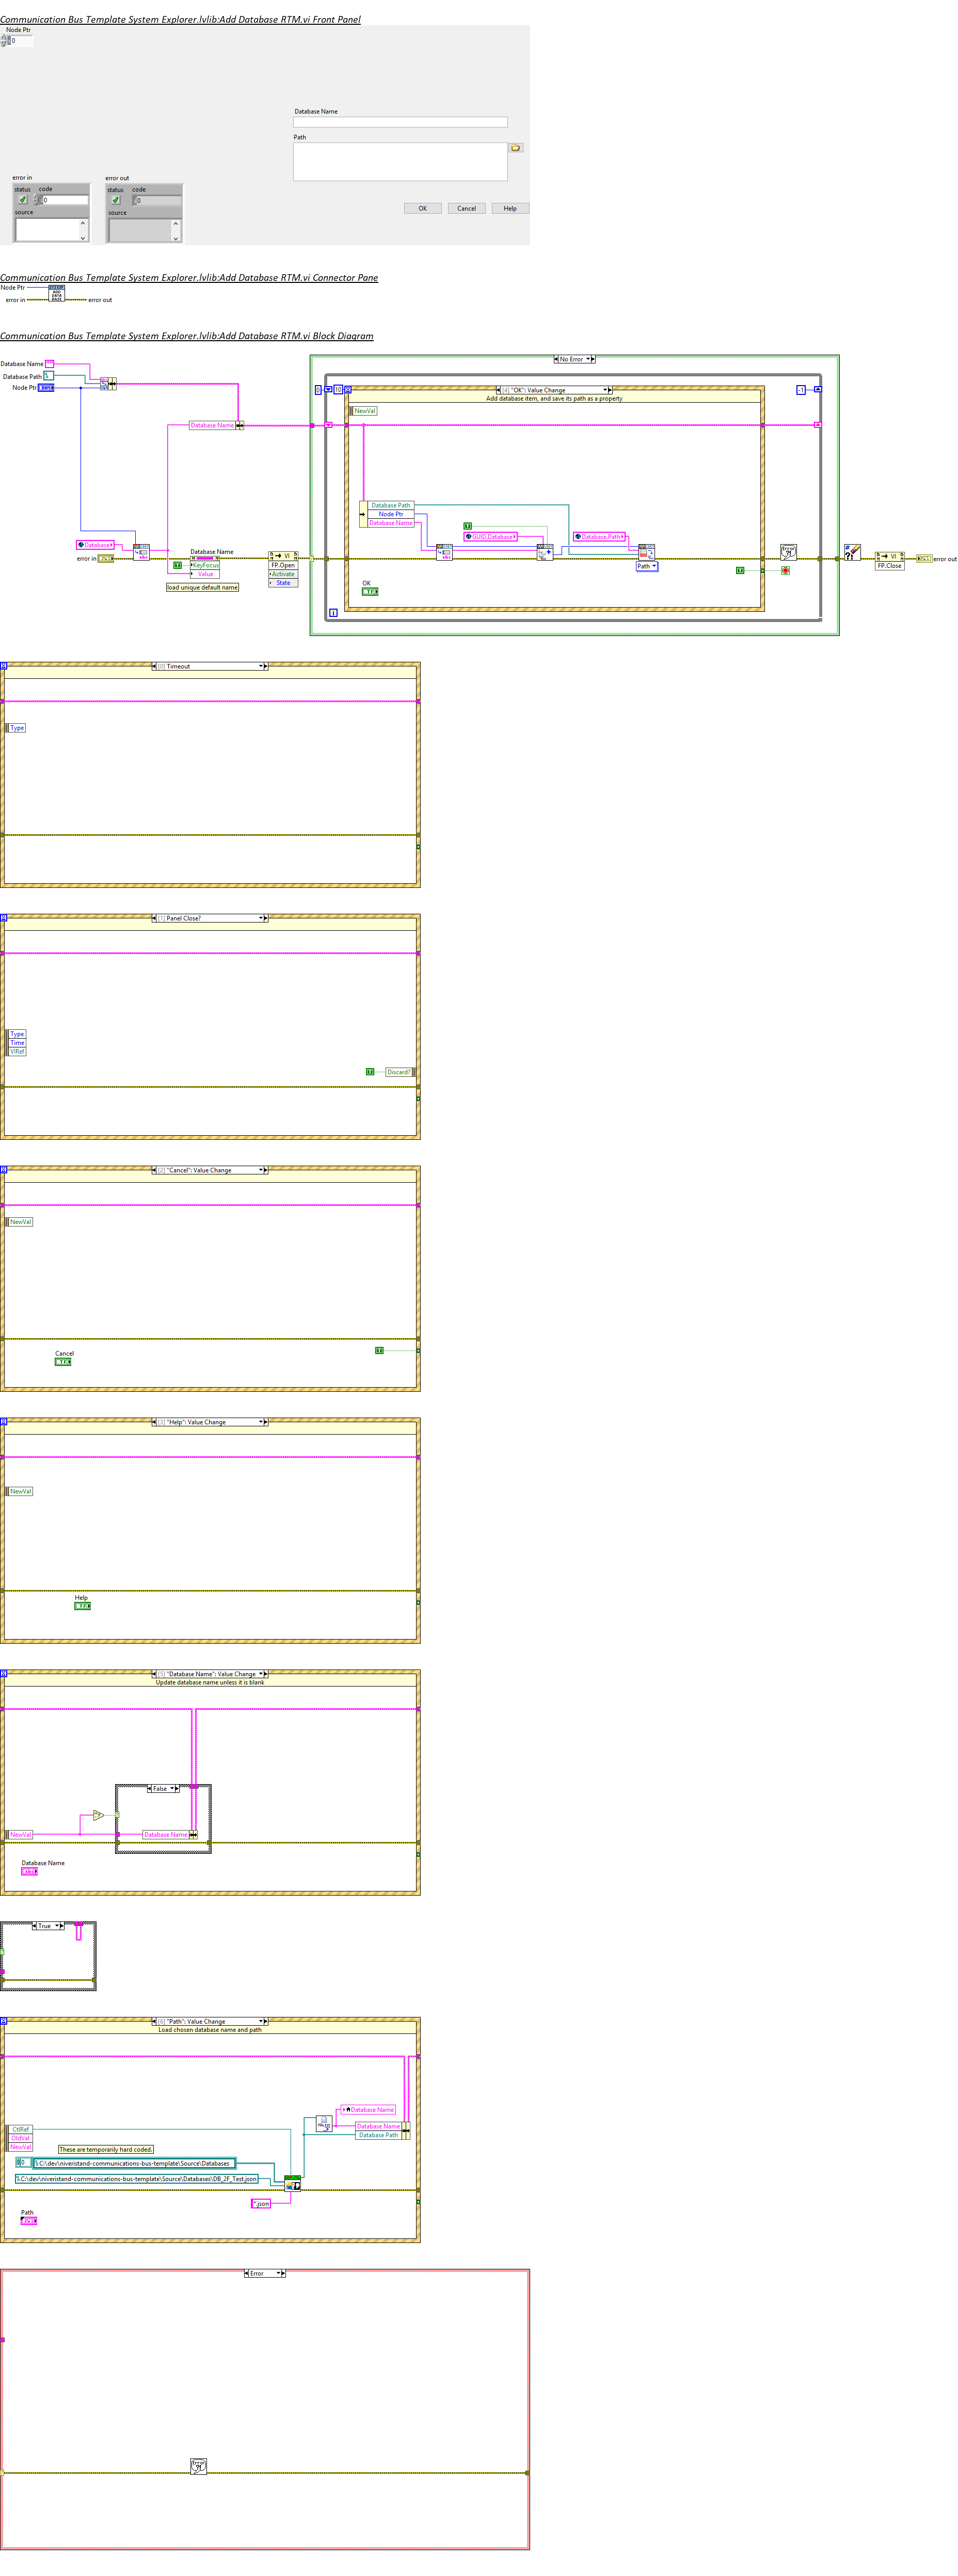 Communication Bus Template System Explorer.lvlib:Add Database RTM.vi Front Panel
Node Ptr
0
Database Name
Path
error in
error out
status code
status code
0
0
source
source
OK
Cancel
Help
Communication Bus Template System Explorer.lvlib:Add Database RTM.vi Connector Pane
Node Ptr
ADD
DATA
BASE
error in
error out
Communication Bus Template System Explorer.lvlib:Add Database RTM.vi Block Diagram
No Error
Database Name
Database Path
Node Ptr
0
10
[4] "OK": Value Change
-1
Add database item, and save its path as a property
NewVal
Database Name
Database Path
Node Ptr
Database Name
GUID.Database
Database.Path
Database
error in
Database Name
KeyFocus
Value
load unique default name
VI
FP.Open
Activate
State
Path
OK
i
VI
FP.Close
error out
[0] Timeout
Type
[1] Panel Close?
Type
Time
VIRef
Discard?
[2] "Cancel": Value Change
NewVal
Cancel
[3] "Help": Value Change
NewVal
Help
[5] "Database Name": Value Change
Update database name unless it is blank
False
NewVal
Database Name
Database Name
True
[6] "Path": Value Change
Load chosen database name and path
Database Name
CtlRef
OldVal
NewVal
Database Name
Database Path
These are temporarily hard coded.
0
C:\dev\niveristand-communications-bus-template\Source\Databases
C:\dev\niveristand-communications-bus-template\Source\Databases\DB_2F_Test.json
*.json
Path
Error